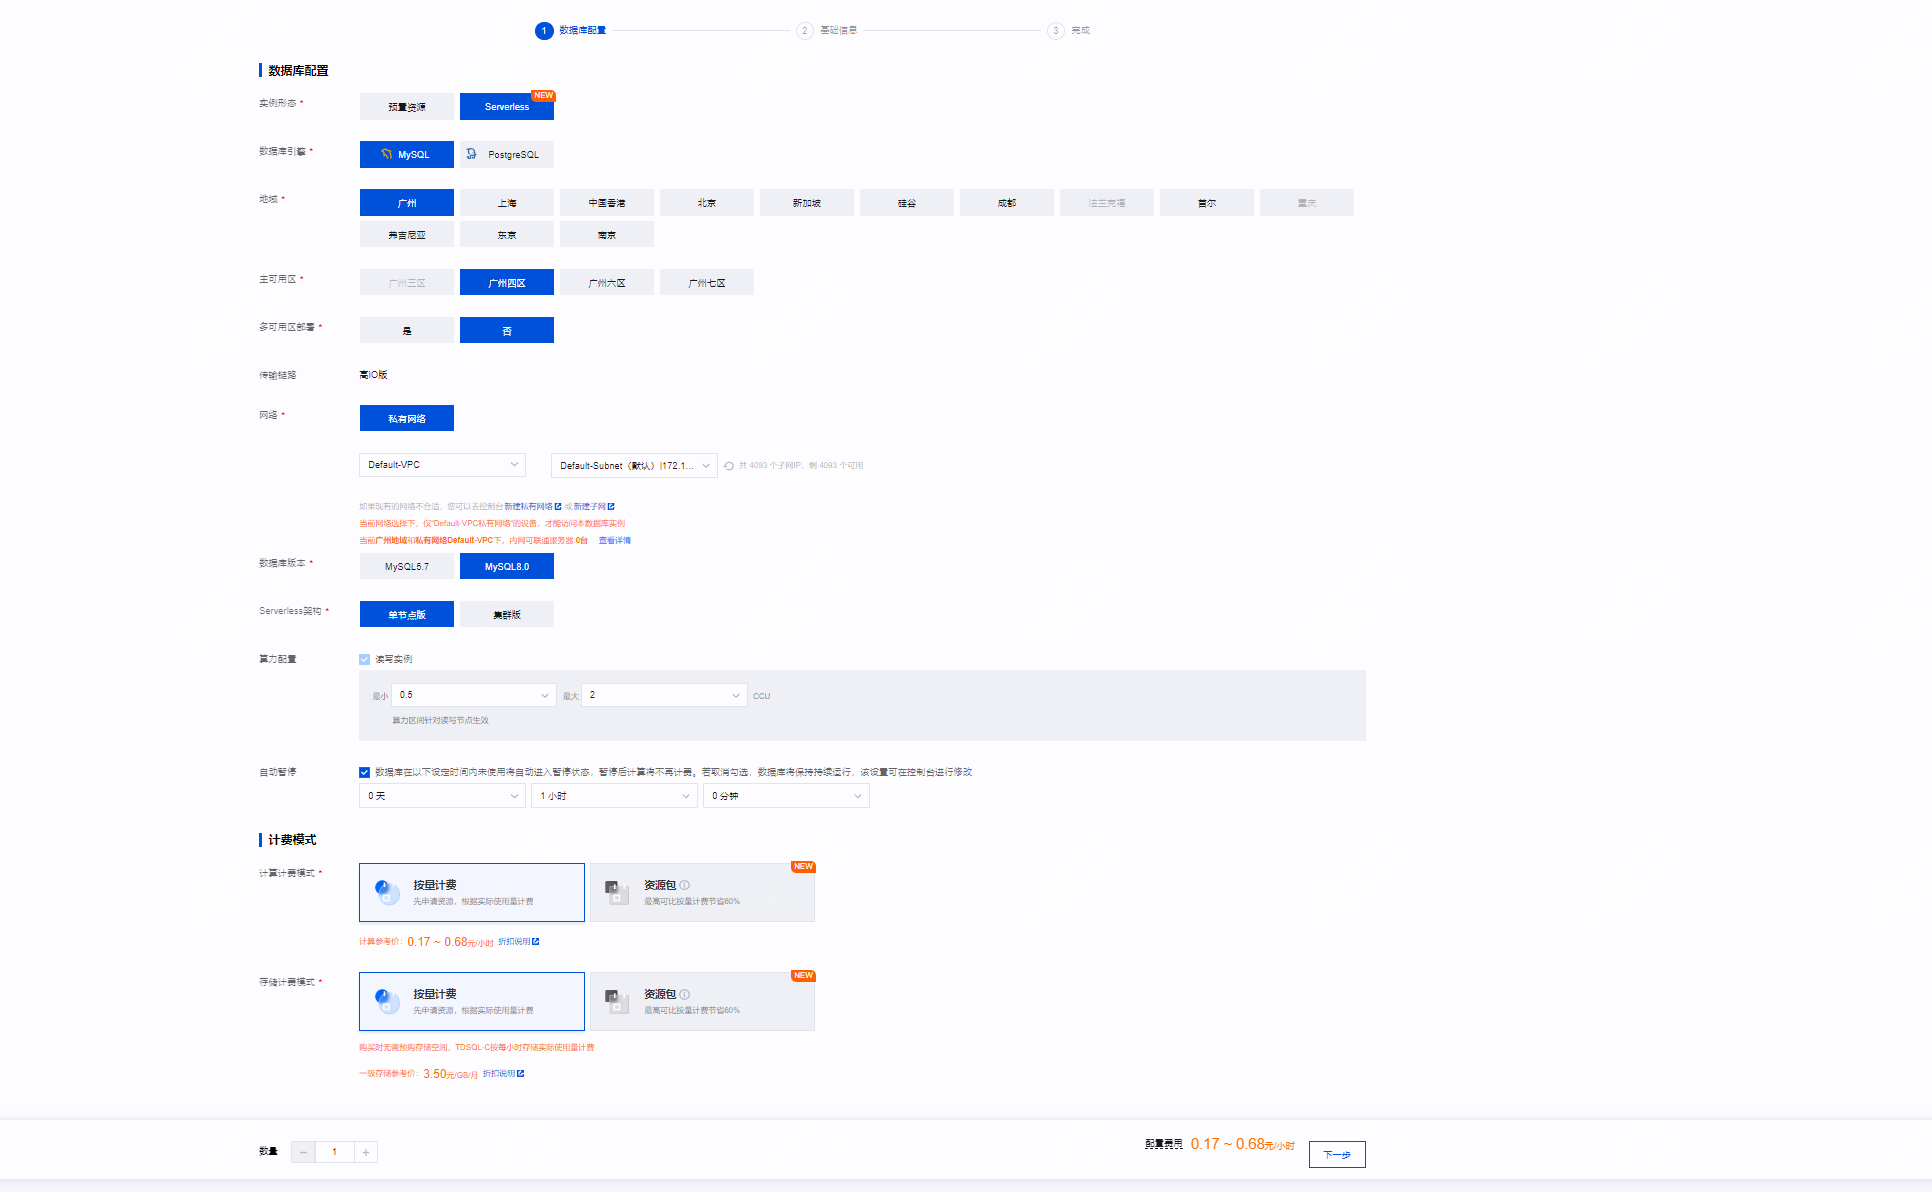 1 数据库配置 2 基础信息 3 完成
数据库配置
实例形态 * 预置资源 Serverless NEW
数据库引擎 * MySQL PostgreSQL
地域 * 广州 上海 中国香港 北京 新加坡 硅谷 成都 法兰克福 首尔 重庆
弗吉尼亚 东京 南京
主可用区 * 广州三区 广州四区 广州六区 广州七区
多可用区部署 * 是 否
传输链路 高IO版
网络 * 私有网络
Default-VPC Default-Subnet（默认）|172.1... 共 4093 个子网IP，剩 4093 个可用
如果现有的网络不合适，您可以去控制台新建私有网络 或新建子网
当前网络选择下，仅“Default-VPC私有网络”的设备，才能访问本数据库实例
当前广州地域和私有网络Default-VPC下，内网可联通服务器:0台 查看详情
数据库版本 * MySQL5.7 MySQL8.0
Serverless架构 * 单节点版 集群版
算力配置 读写实例
最小 0.5 最大 2 CCU
算力区间针对读写节点生效
自动暂停 数据库在以下设定时间内未使用将自动进入暂停状态，暂停后计算将不再计费。若取消勾选，数据库将保持持续运行，该设置可在控制台进行修改
0 天 1 小时 0 分钟
计费模式
计算计费模式 * 按量计费 资源包 NEW
先申请资源，根据实际使用量计费 最高可比按量计费节省60%
计算参考价： 0.17 ~ 0.68元/小时 折扣说明
存储计费模式 * 按量计费 资源包 NEW
先申请资源，根据实际使用量计费 最高可比按量计费节省60%
购买时无需预购存储空间，TDSQL-C按每小时存储实际使用量计费
一级存储参考价： 3.50元/GB/月 折扣说明
数量 − 1 + 配置费用 0.17 ~ 0.68元/小时 下一步